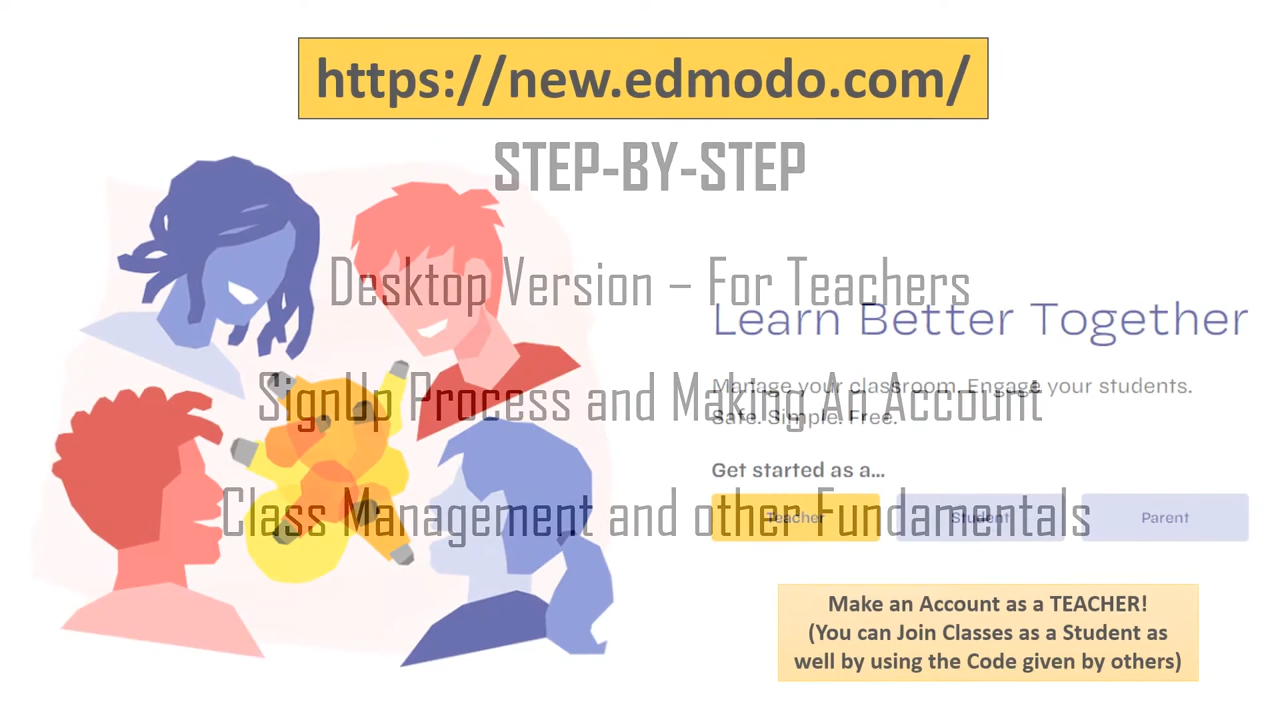 https://new.edmodo.com/
STEP-BY-STEP
Desktop Version – For Teachers
Learn Better Together
Manage your classroom. Engage your students.
Safe. Simple. Free.
SignUp Process and Making An Account
Get started as a...
Teacher
Student
Parent
Class Management and other Fundamentals
Make an Account as a TEACHER!
(You can Join Classes as a Student as
well by using the Code given by others)